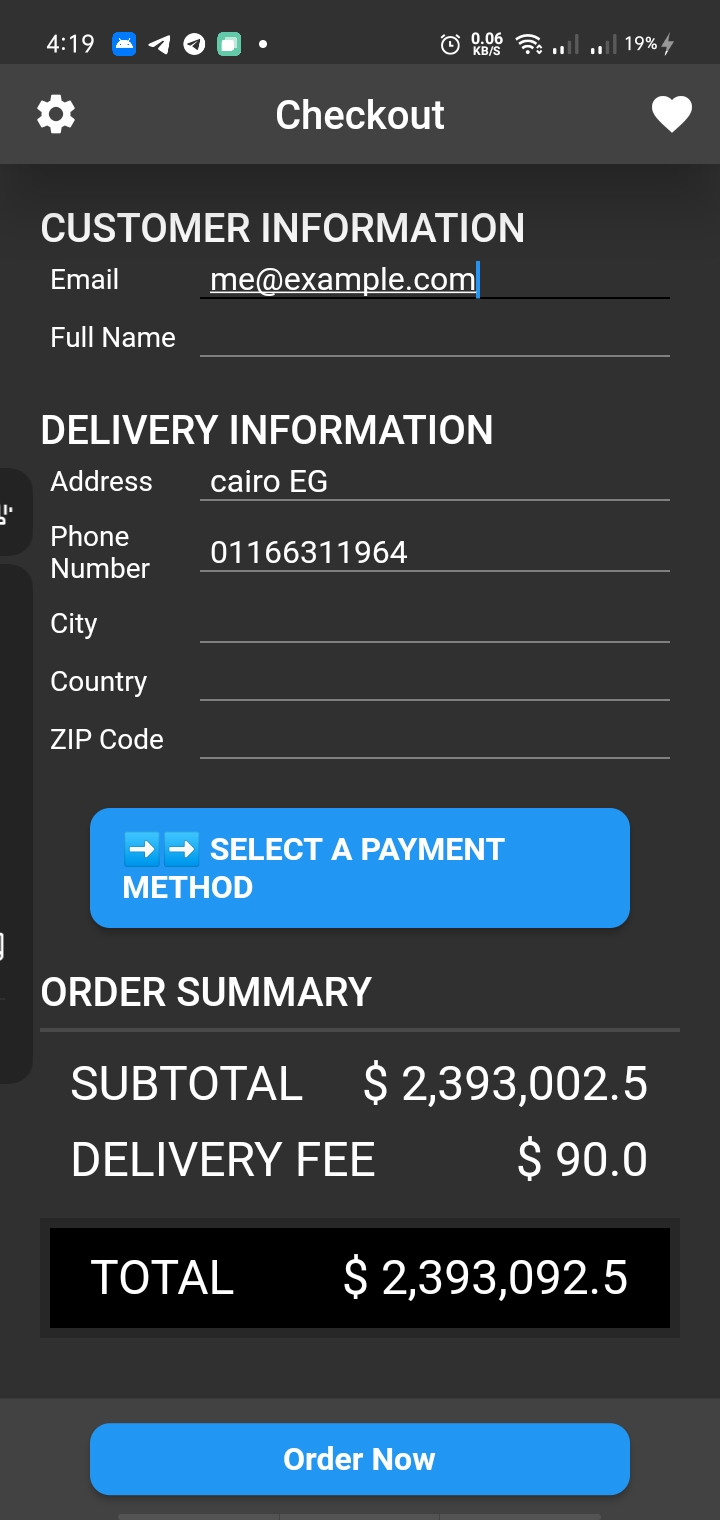 4:19 0.06 KB/S 19%
Checkout
CUSTOMER INFORMATION
Email me@example.com
Full Name
DELIVERY INFORMATION
Address cairo EG
Phone
Number 01166311964
City
Country
ZIP Code
➡️➡️ SELECT A PAYMENT
METHOD
ORDER SUMMARY
SUBTOTAL $ 2,393,002.5
DELIVERY FEE $ 90.0
TOTAL $ 2,393,092.5
Order Now